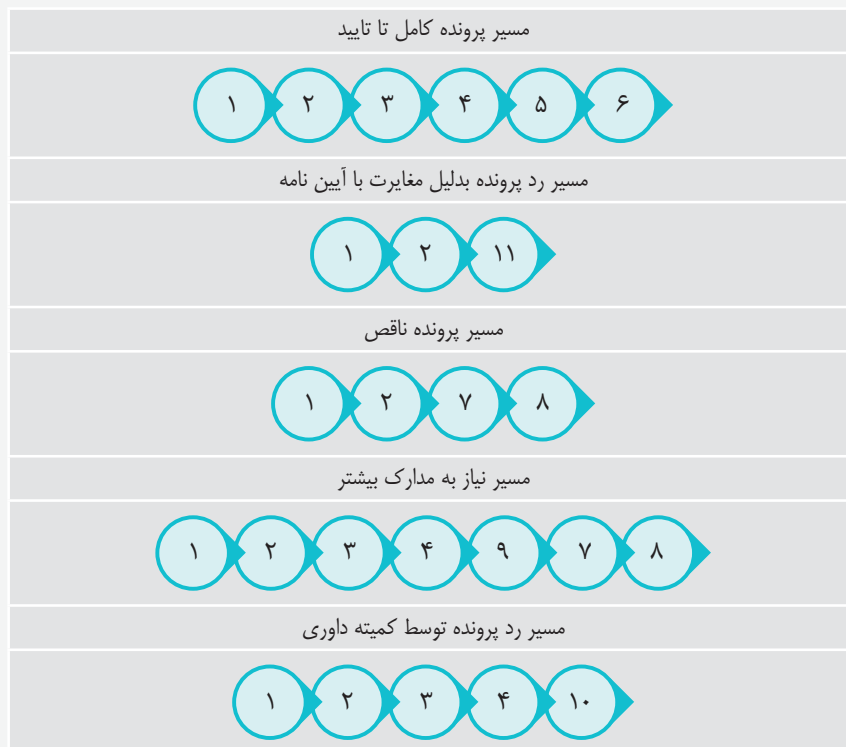 مسیر پرونده کامل تا تایید
۱ ۲ ۳ ۴ ۵ ۶
مسیر رد پرونده بدلیل مغایرت با آیین نامه
۱ ۲ ۱۱
مسیر پرونده ناقص
۱ ۲ ۷ ۸
مسیر نیاز به مدارک بیشتر
۱ ۲ ۳ ۴ ۹ ۷ ۸
مسیر رد پرونده توسط کمیته داوری
۱ ۲ ۳ ۴ ۱۰